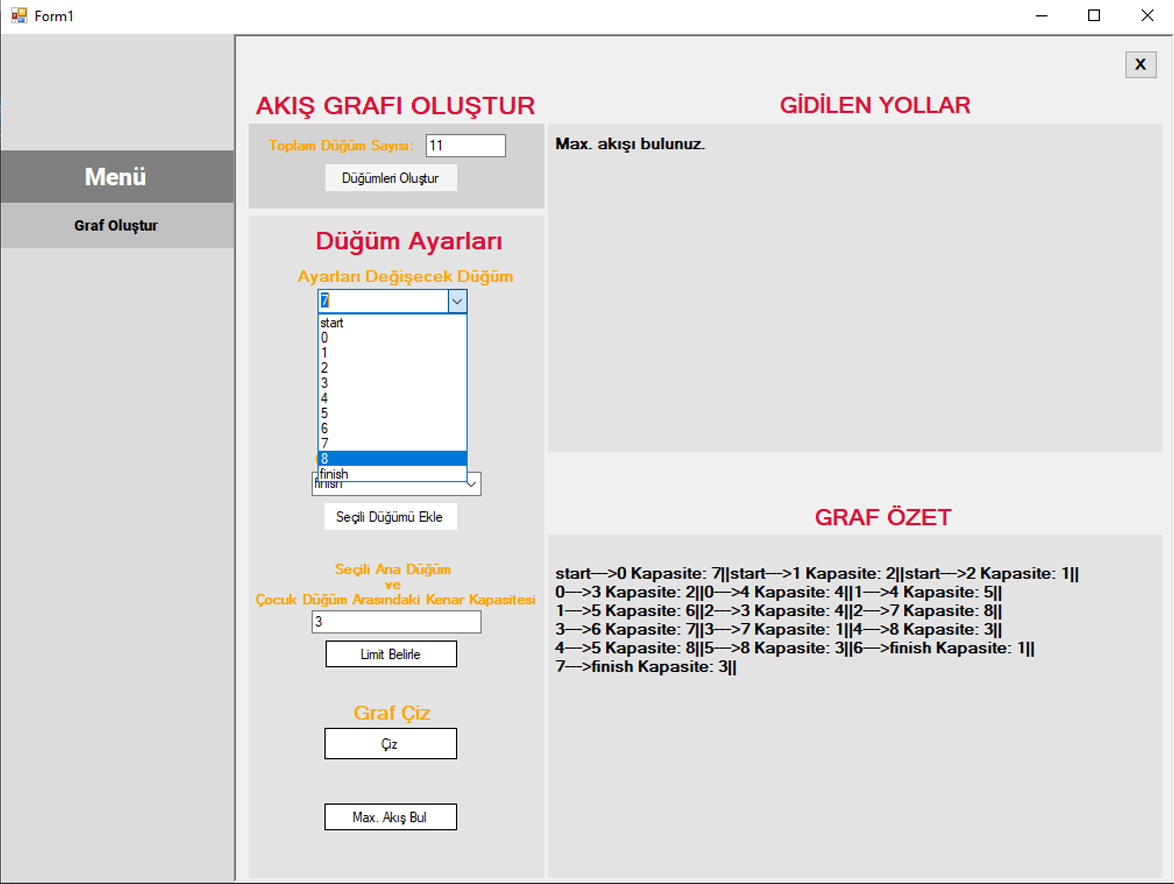 Form1
X
AKIŞ GRAFI OLUŞTUR
GİDİLEN YOLLAR
Toplam Düğüm Sayısı: 11
Max. akışı bulunuz.
Düğümleri Oluştur
Menü
Graf Oluştur
Düğüm Ayarları
Ayarları Değişecek Düğüm
7
start
0
1
2
3
4
5
6
7
8
finish
finish
Seçili Düğümü Ekle
Seçili Ana Düğüm
ve
Çocuk Düğüm Arasındaki Kenar Kapasitesi
3
Limit Belirle
Graf Çiz
Çiz
Max. Akış Bul
GRAF ÖZET
start--->0 Kapasite: 7||start--->1 Kapasite: 2||start--->2 Kapasite: 1||
0--->3 Kapasite: 2||0--->4 Kapasite: 4||1--->4 Kapasite: 5||
1--->5 Kapasite: 6||2--->3 Kapasite: 4||2--->7 Kapasite: 8||
3--->6 Kapasite: 7||3--->7 Kapasite: 1||4--->8 Kapasite: 3||
4--->5 Kapasite: 8||5--->8 Kapasite: 3||6--->finish Kapasite: 1||
7--->finish Kapasite: 3||